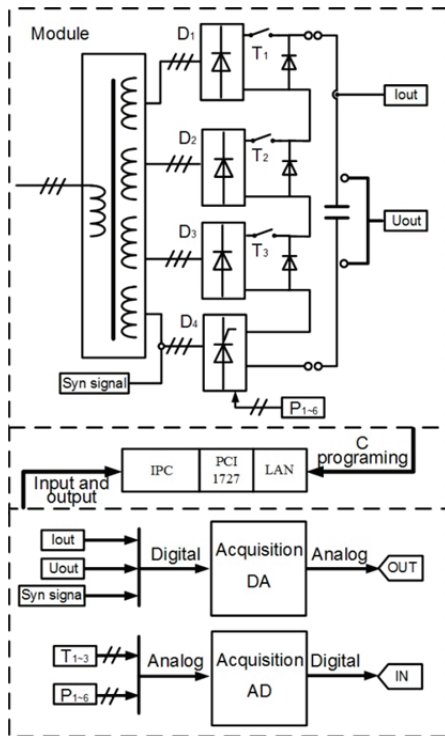 Module
D1
T1
Iout
D2
T2
Uout
D3
T3
D4
Syn signal
P1~6
C
programing
IPC
PCI
1727
LAN
Input and
output
Iout
Uout
Syn signa
Digital
Acquisition
DA
Analog
OUT
T1~3
P1~6
Analog
Acquisition
AD
Digital
IN